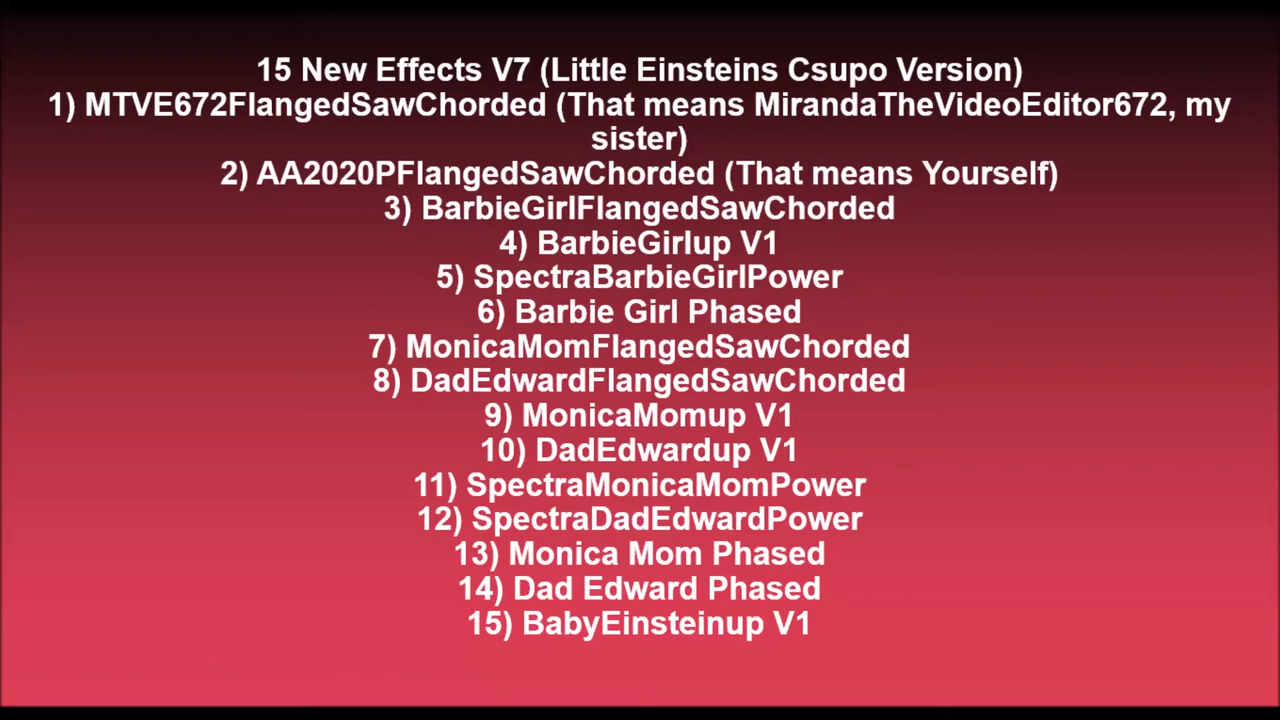 15 New Effects V7 (Little Einsteins Csupo Version)
1) MTVE672FlangedSawChorded (That means MirandaTheVideoEditor672, my
sister)
2) AA2020PFlangedSawChorded (That means Yourself)
3) BarbieGirlFlangedSawChorded
4) BarbieGirlup V1
5) SpectraBarbieGirlPower
6) Barbie Girl Phased
7) MonicaMomFlangedSawChorded
8) DadEdwardFlangedSawChorded
9) MonicaMomup V1
10) DadEdwardup V1
11) SpectraMonicaMomPower
12) SpectraDadEdwardPower
13) Monica Mom Phased
14) Dad Edward Phased
15) BabyEinsteinup V1